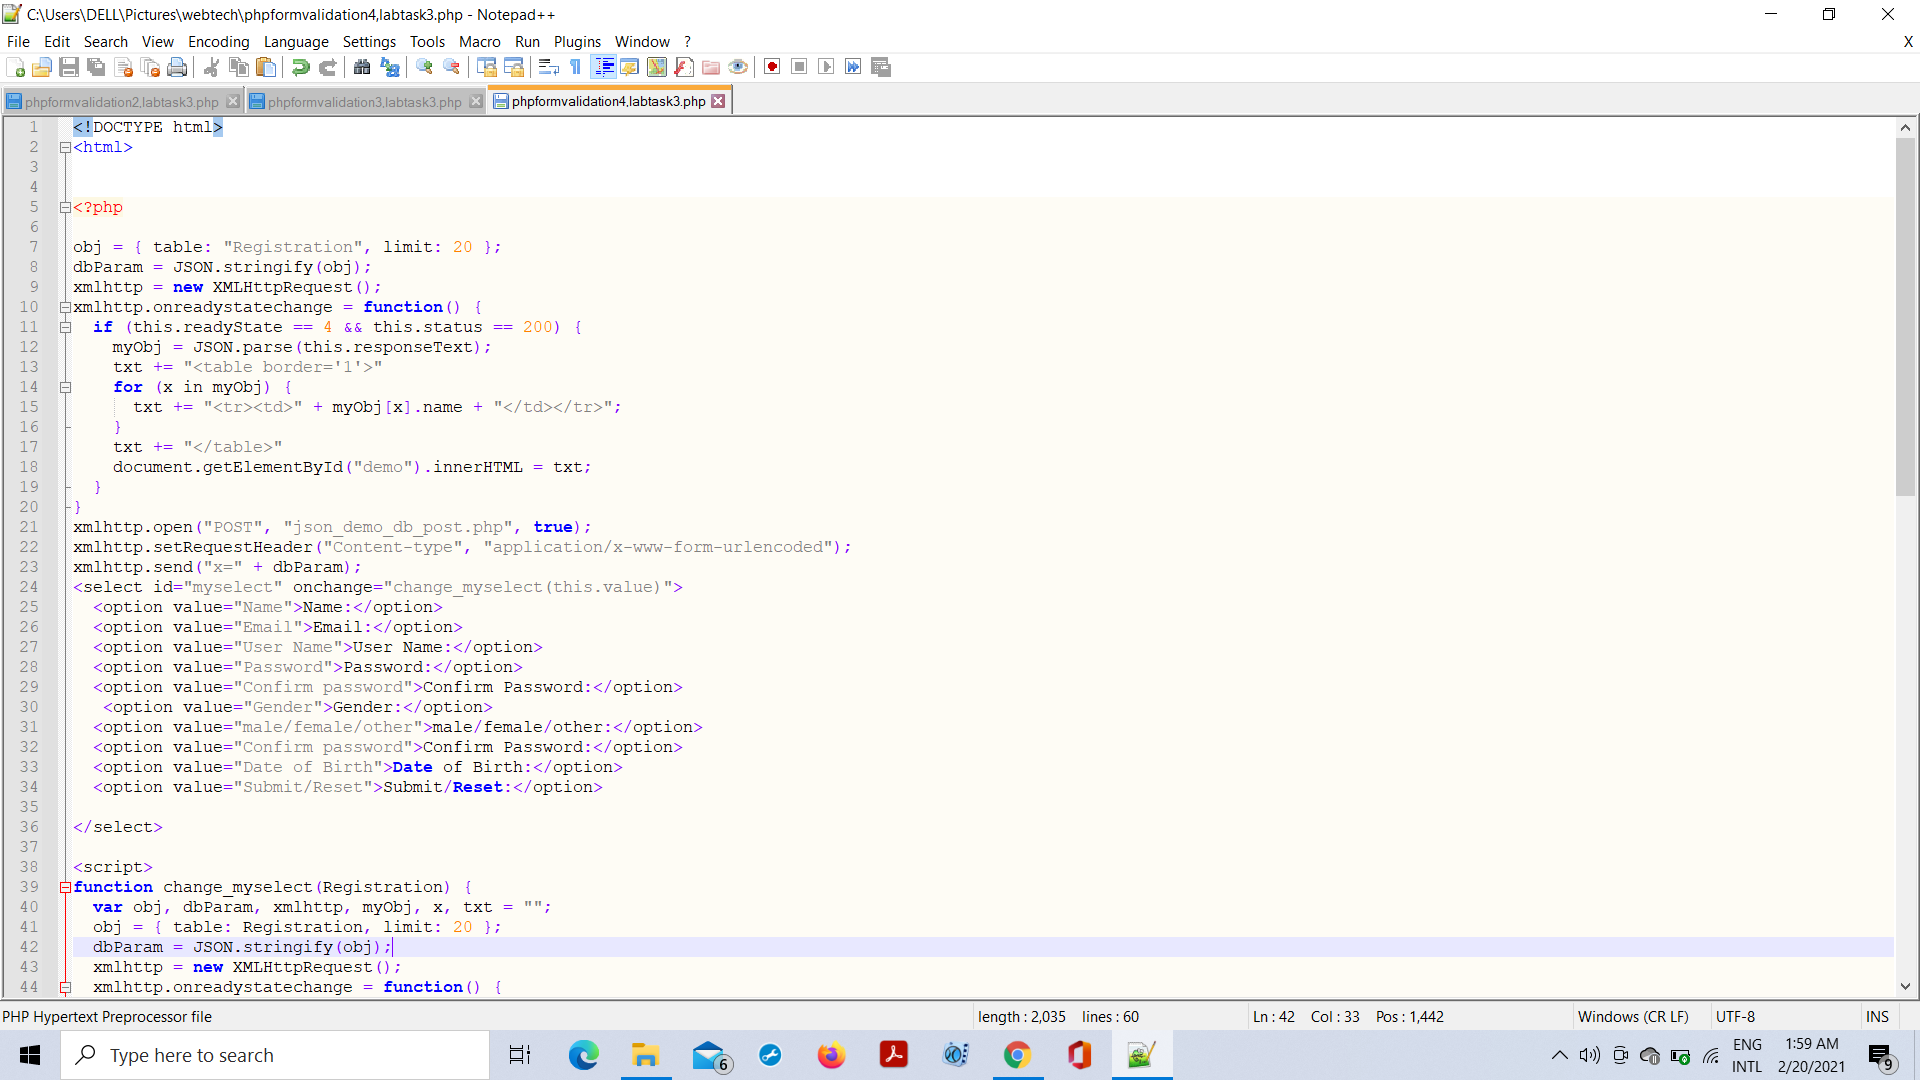 C:\Users\DELL\Pictures\webtech\phpformvalidation4,labtask3.php - Notepad++
File Edit Search View Encoding Language Settings Tools Macro Run Plugins Window ? X
phpformvalidation2,labtask3.php phpformvalidation3,labtask3.php phpformvalidation4,labtask3.php
1 <!DOCTYPE html>
2 <html>
3
4
5 <?php
6
7 obj = { table: "Registration", limit: 20 };
8 dbParam = JSON.stringify(obj);
9 xmlhttp = new XMLHttpRequest();
10 xmlhttp.onreadystatechange = function() {
11   if (this.readyState == 4 && this.status == 200) {
12     myObj = JSON.parse(this.responseText);
13     txt += "<table border='1'>"
14     for (x in myObj) {
15       txt += "<tr><td>" + myObj[x].name + "</td></tr>";
16     }
17     txt += "</table>"
18     document.getElementById("demo").innerHTML = txt;
19   }
20 }
21 xmlhttp.open("POST", "json_demo_db_post.php", true);
22 xmlhttp.setRequestHeader("Content-type", "application/x-www-form-urlencoded");
23 xmlhttp.send("x=" + dbParam);
24 <select id="myselect" onchange="change_myselect(this.value)">
25   <option value="Name">Name:</option>
26   <option value="Email">Email:</option>
27   <option value="User Name">User Name:</option>
28   <option value="Password">Password:</option>
29   <option value="Confirm password">Confirm Password:</option>
30    <option value="Gender">Gender:</option>
31   <option value="male/female/other">male/female/other:</option>
32   <option value="Confirm password">Confirm Password:</option>
33   <option value="Date of Birth">Date of Birth:</option>
34   <option value="Submit/Reset">Submit/Reset:</option>
35
36 </select>
37
38 <script>
39 function change_myselect(Registration) {
40   var obj, dbParam, xmlhttp, myObj, x, txt = "";
41   obj = { table: Registration, limit: 20 };
42   dbParam = JSON.stringify(obj);
43   xmlhttp = new XMLHttpRequest();
44   xmlhttp.onreadystatechange = function() {
PHP Hypertext Preprocessor file length : 2,035 lines : 60 Ln : 42 Col : 33 Pos : 1,442 Windows (CR LF) UTF-8 INS
Type here to search 6 ENG 1:59 AM
INTL 2/20/2021 9